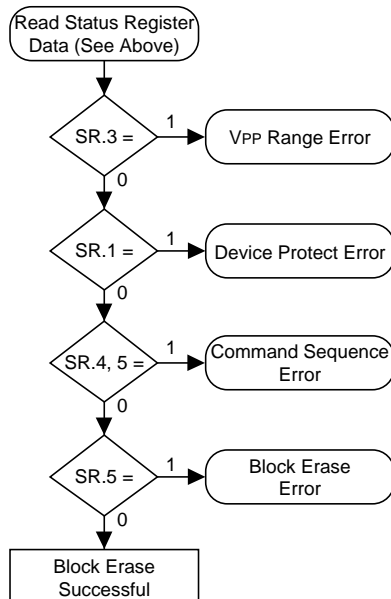 Read Status Register
Data (See Above)
SR.3 =
1
VPP Range Error
0
SR.1 =
1
Device Protect Error
0
SR.4, 5 =
1
Command Sequence
Error
0
SR.5 =
1
Block Erase
Error
0
Block Erase
Successful